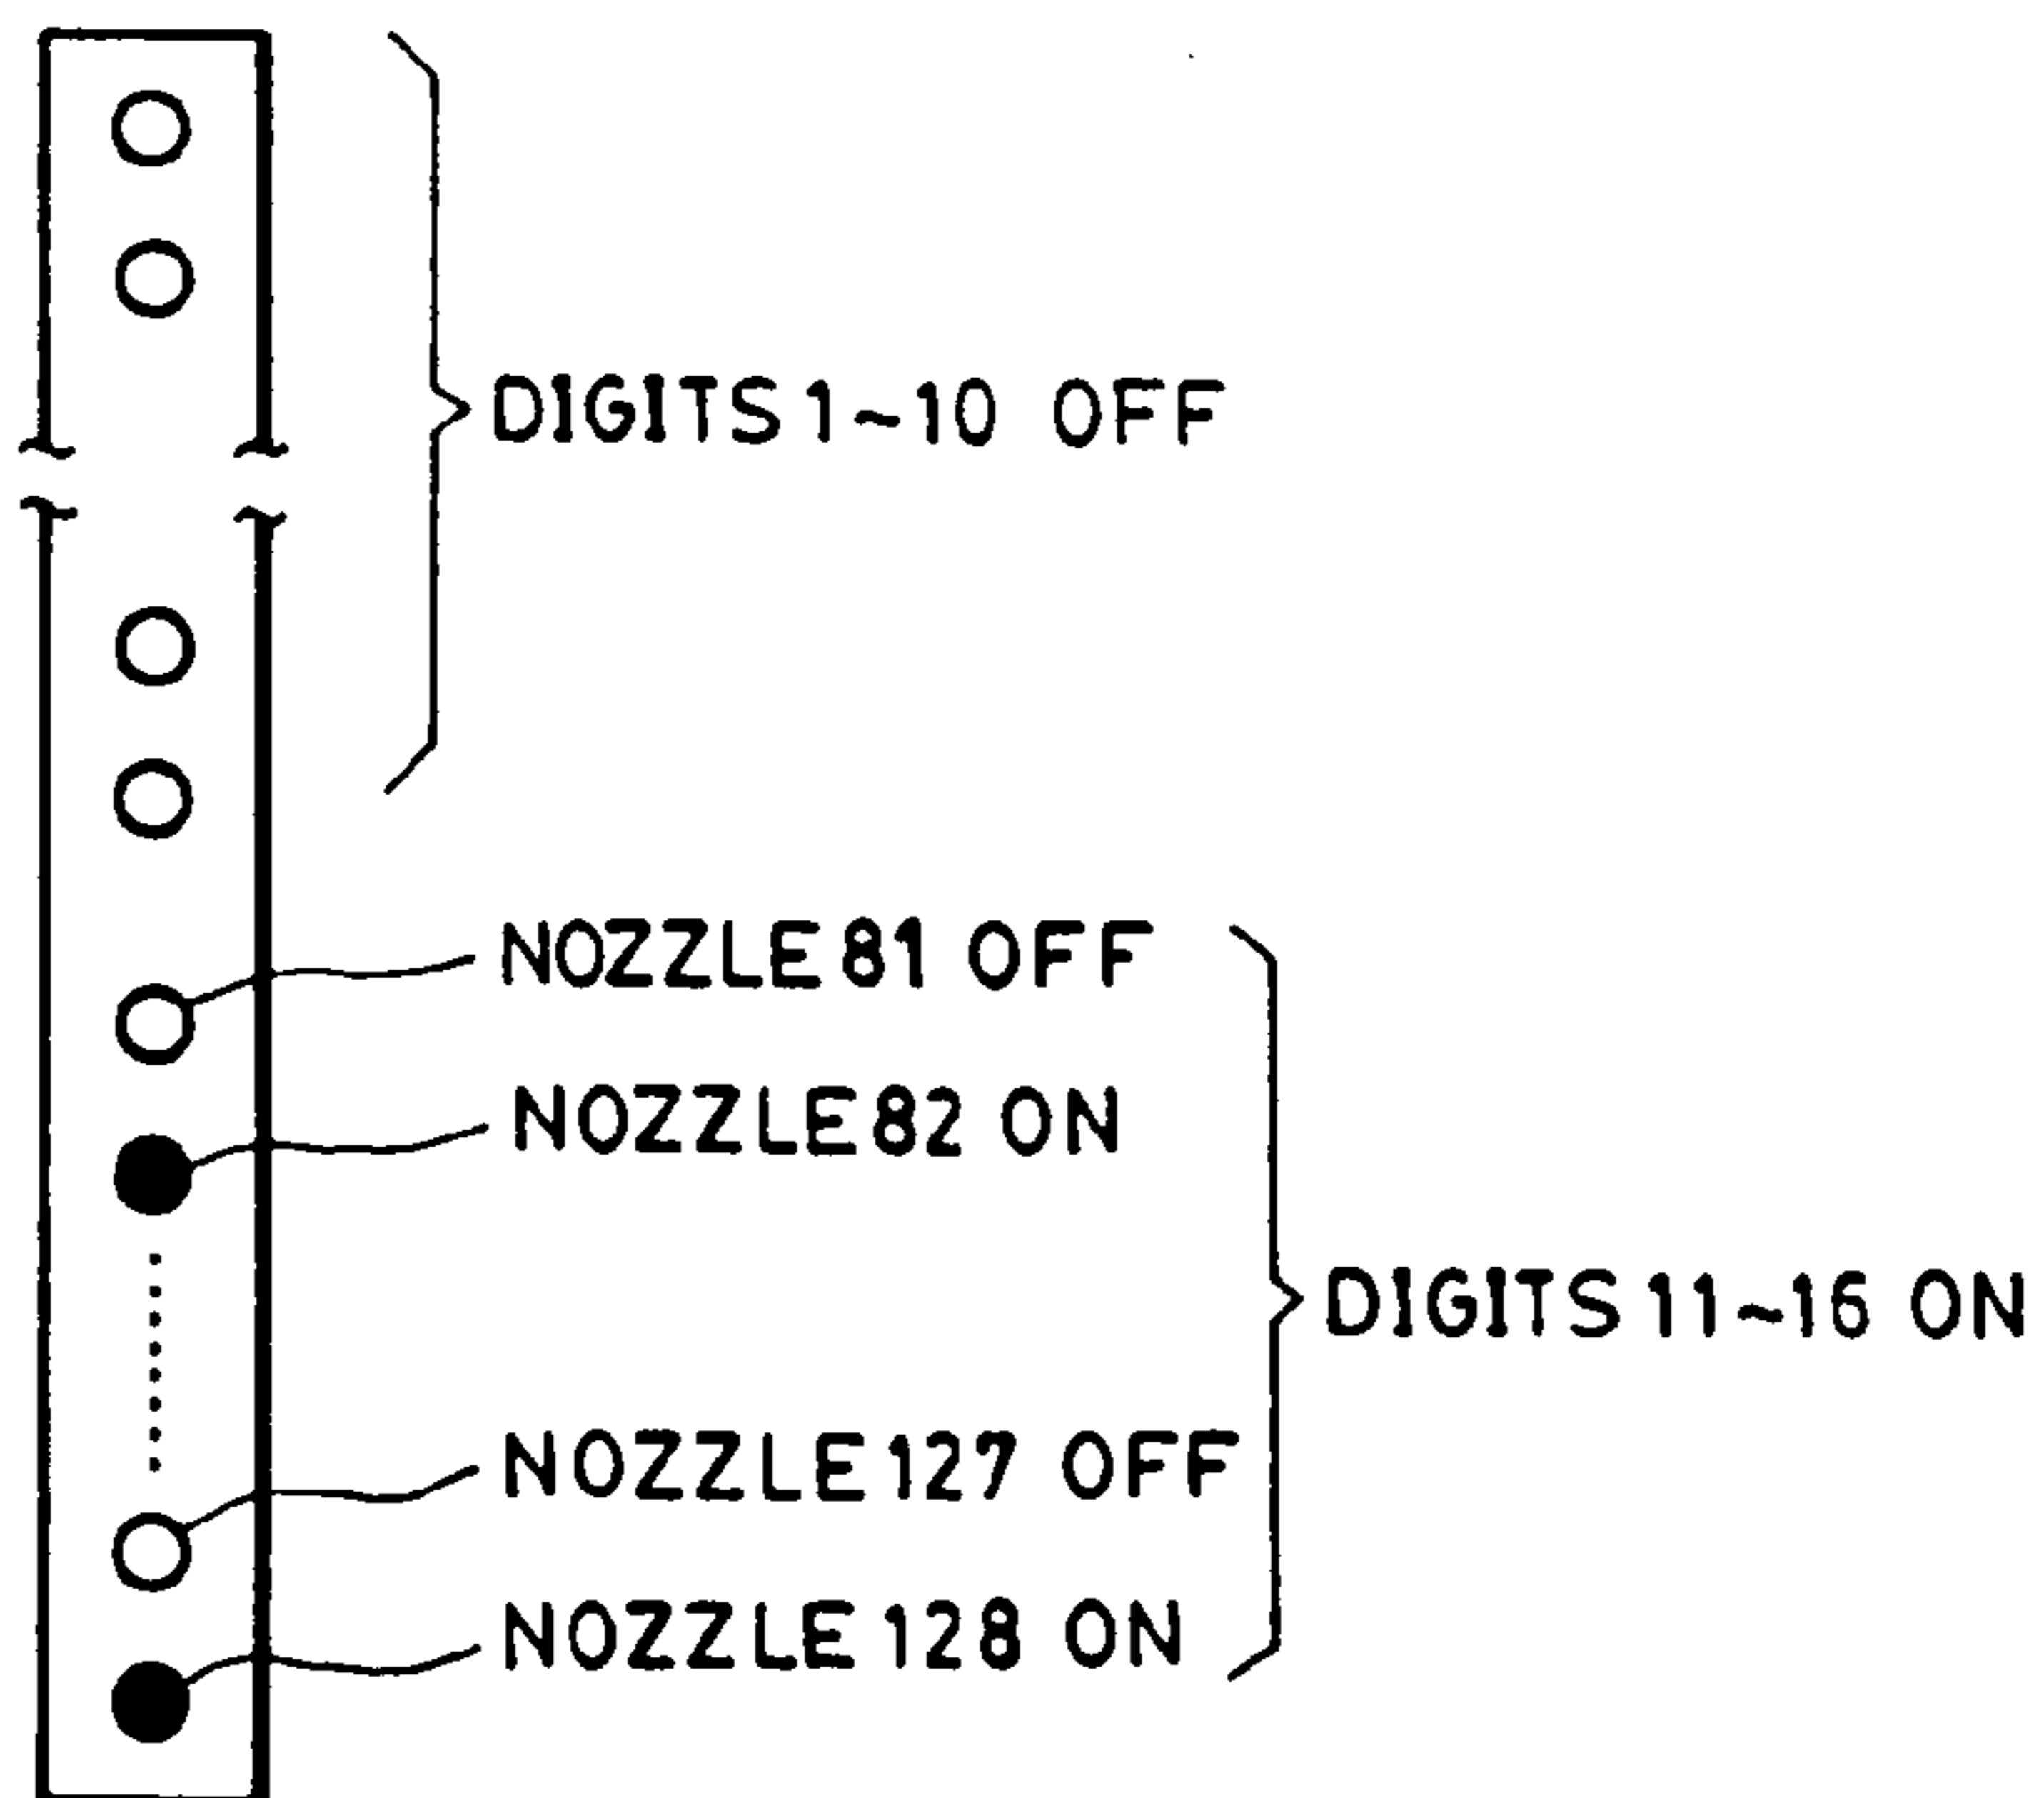 DIGITS 1~10 OFF
NOZZLE 81 OFF
NOZZLE 82 ON
DIGITS 11~16 ON
NOZZLE 127 OFF
NOZZLE 128 ON